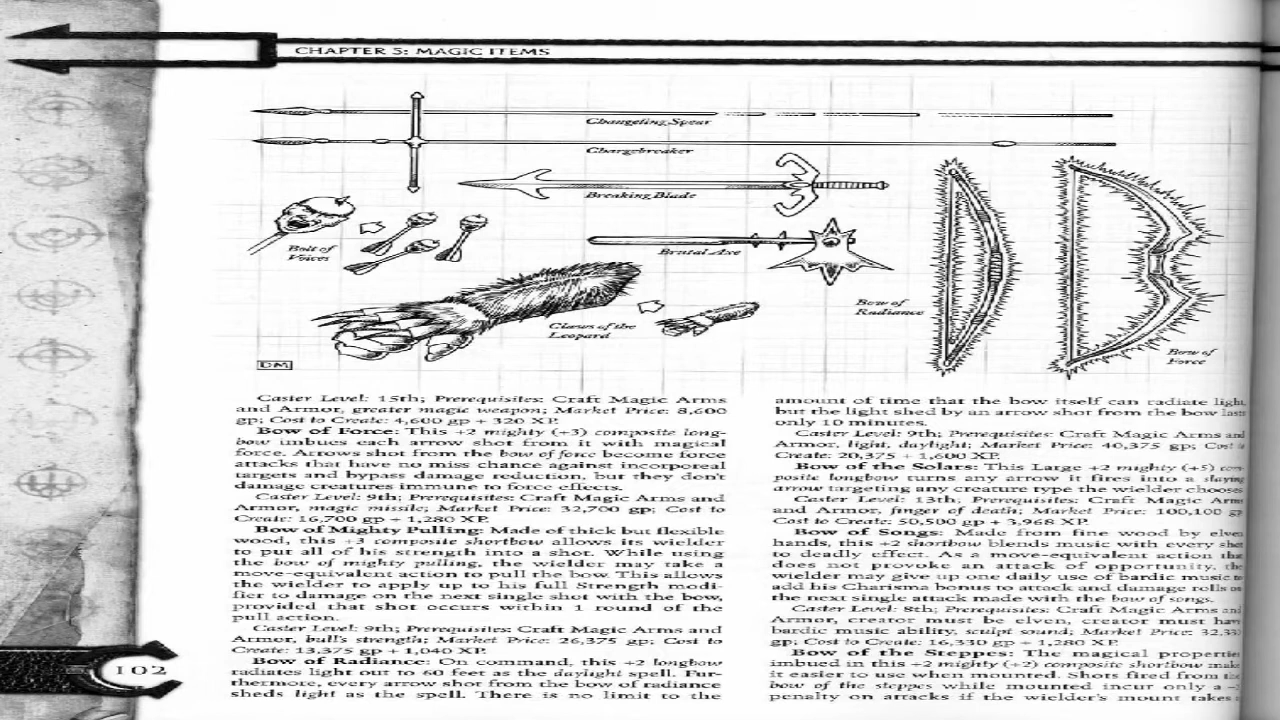 CHAPTER 5: MAGIC ITEMS
Changeling Spear
Chargebreaker
Breaking Blade
Bolt of
Voices
Brutal Axe
Claws of the
Leopard
Bow of
Radiance
Bow of
Force
DM
Caster Level: 15th; Prerequisites: Craft Magic Arms
and Armor, greater magic weapon; Market Price: 8,600
gp; Cost to Create: 4,600 gp + 320 XP.
Bow of Force: This +2 mighty (+3) composite long-
bow imbues each arrow shot from it with magical
force. Arrows shot from the bow of force become force
attacks that have no miss chance against incorporeal
targets and bypass damage reduction, but they don't
damage creatures immune to force effects.
Caster Level: 9th; Prerequisites: Craft Magic Arms and
Armor, magic missile; Market Price: 32,700 gp; Cost to
Create: 16,700 gp + 1,280 XP.
Bow of Mighty Pulling: Made of thick but flexible
wood, this +3 composite shortbow allows its wielder
to put all of his strength into a shot. While using
the bow of mighty pulling, the wielder may take a
move-equivalent action to pull the bow. This allows
the wielder to apply up to his full Strength modi-
fier to damage on the next single shot with the bow,
provided that shot occurs within 1 round of the
pull action.
Caster Level: 9th; Prerequisites: Craft Magic Arms and
Armor, bull's strength; Market Price: 26,375 gp; Cost to
Create: 13,375 gp + 1,040 XP.
Bow of Radiance: On command, this +2 longbow
radiates light out to 60 feet as the daylight spell. Fur-
thermore, every arrow shot from the bow of radiance
sheds light as the spell. There is no limit to the
amount of time that the bow itself can radiate light,
but the light shed by an arrow shot from the bow lasts
only 10 minutes.
Caster Level: 9th; Prerequisites: Craft Magic Arms and
Armor, light, daylight; Market Price: 40,375 gp; Cost to
Create: 20,375 + 1,600 XP.
Bow of the Solars: This Large +2 mighty (+5) com-
posite longbow turns any arrow it fires into a slaying
arrow targeting any creature type the wielder chooses.
Caster Level: 13th; Prerequisites: Craft Magic Arms
and Armor, finger of death; Market Price: 100,100 gp
Cost to Create: 50,500 gp + 3,968 XP.
Bow of Songs: Made from fine wood by elven
hands, this +2 shortbow blends music with every shot
to deadly effect. As a move-equivalent action that
does not provoke an attack of opportunity, the
wielder may give up one daily use of bardic music to
add his Charisma bonus to attack and damage rolls on
the next single attack made with the bow of songs.
Caster Level: 8th; Prerequisites: Craft Magic Arms and
Armor, creator must be elven, creator must have
bardic music ability, sculpt sound; Market Price: 32,33
gp; Cost to Create: 16,330 gp + 1,280 XP.
Bow of the Steppes: The magical properties
imbued in this +2 mighty (+2) composite shortbow make
it easier to use when mounted. Shots fired from the
bow of the steppes while mounted incur only a
penalty on attacks if the wielder's mount takes
102